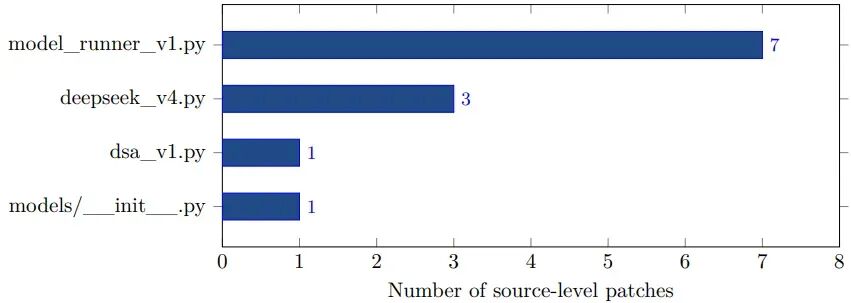 model_runner_v1.py
7
deepseek_v4.py
3
dsa_v1.py
1
models/__init__.py
1
0 1 2 3 4 5 6 7 8
Number of source-level patches